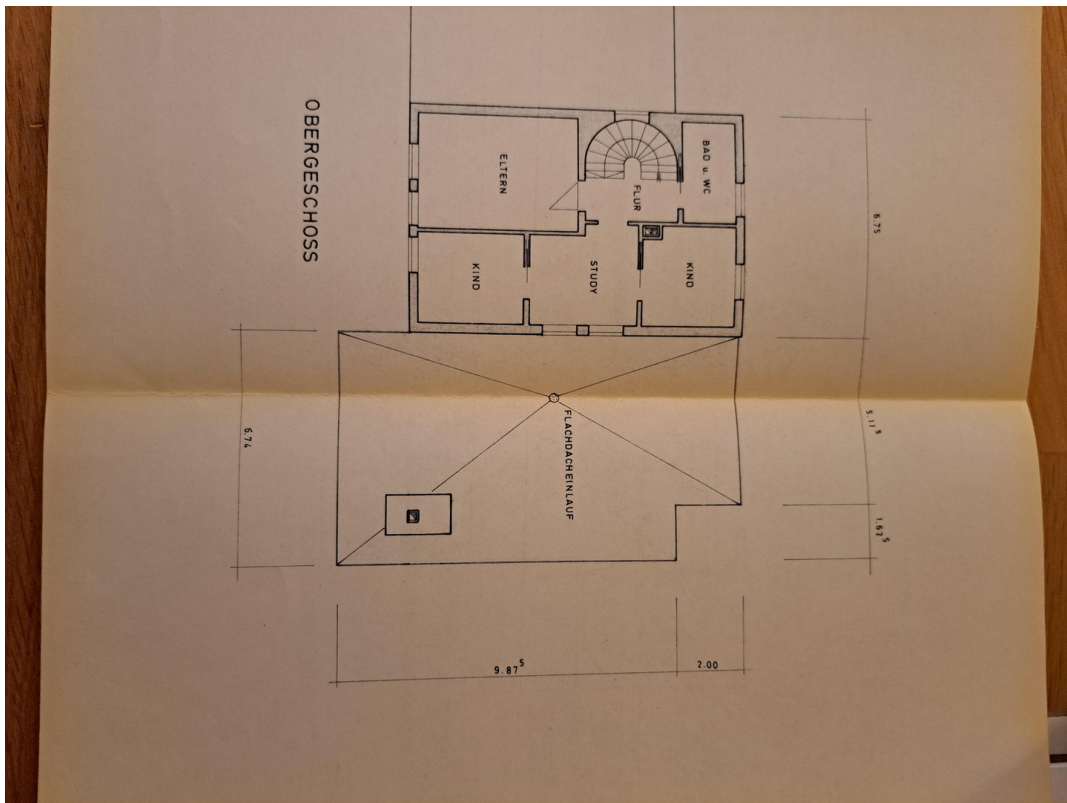 OBERGESCHOSS
ELTERN
FLUR
BAD u. WC
KIND
STUDY
KIND
FLACHDACHEINLAUF
6.75
5.11⁵
1.62⁵
6.74
9.87⁵
2.00